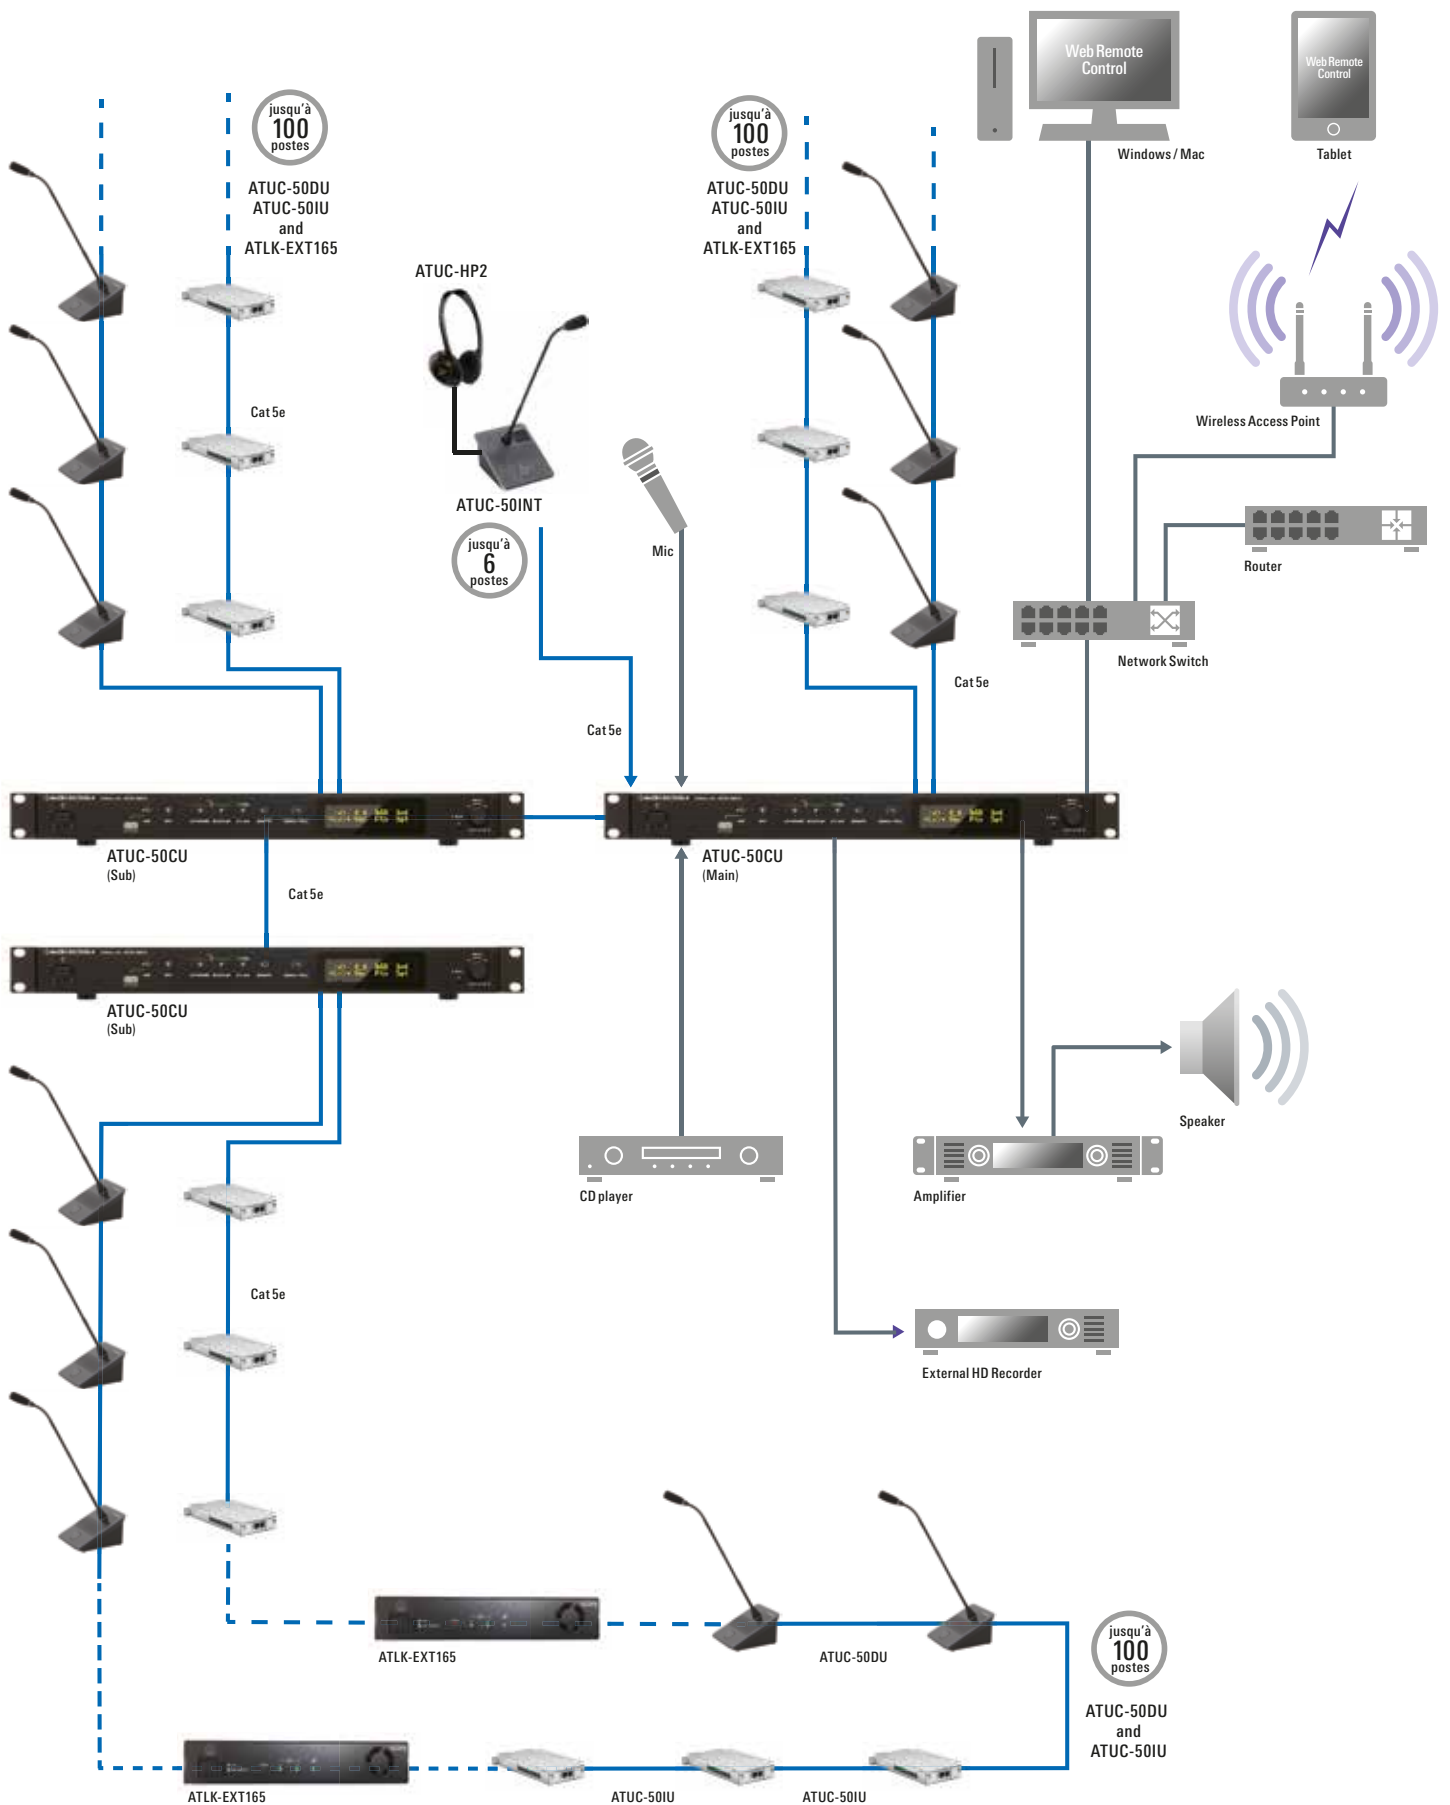 Web Remote
Control
Web Remote
Control
Windows / Mac
Tablet
jusqu'à
100
postes
ATUC-50DU
ATUC-50IU
and
ATLK-EXT165
jusqu'à
100
postes
ATUC-50DU
ATUC-50IU
and
ATLK-EXT165
ATUC-HP2
Cat 5e
Wireless Access Point
ATUC-50INT
jusqu'à
6
postes
Mic
Router
Network Switch
Cat 5e
Cat 5e
ATUC-50CU
(Sub)
ATUC-50CU
(Main)
Cat 5e
ATUC-50CU
(Sub)
Speaker
CD player
Amplifier
Cat 5e
External HD Recorder
ATLK-EXT165
ATUC-50DU
jusqu'à
100
postes
ATUC-50DU
and
ATUC-50IU
ATLK-EXT165
ATUC-50IU
ATUC-50IU